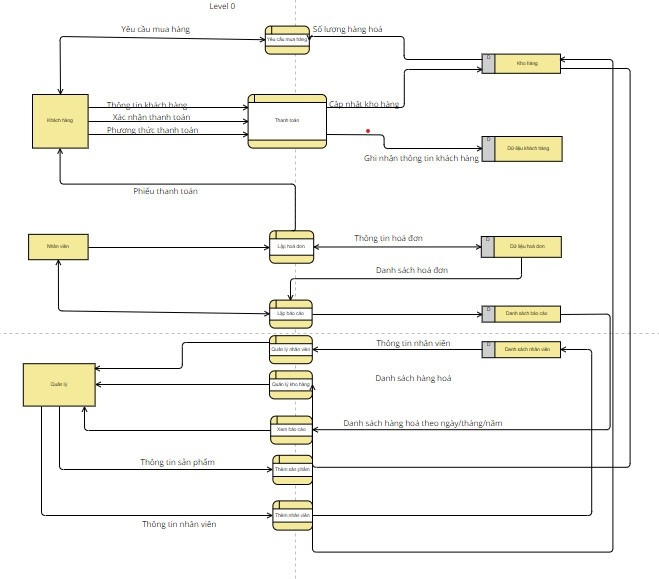 Level 0
Yêu cầu mua hàng
Yêu cầu mua hàng
Số lượng hàng hoá
D
Kho hàng
Khách hàng
Thông tin khách hàng
Xác nhận thanh toán
Phương thức thanh toán
Thanh toán
Cập nhật kho hàng
Ghi nhận thông tin khách hàng
D
Dữ liệu khách hàng
Phiếu thanh toán
Nhân viên
Lập hoá đơn
Thông tin hoá đơn
D
Dữ liệu hoá đơn
Danh sách hoá đơn
Lập báo cáo
D
Danh sách báo cáo
Quản lý nhân viên
Thông tin nhân viên
D
Danh sách nhân viên
Quản lý
Quản lý kho hàng
Danh sách hàng hoá
Xem báo cáo
Danh sách hàng hoá theo ngày/tháng/năm
Thông tin sản phẩm
Thêm sản phẩm
Thông tin nhân viên
Thêm nhân viên